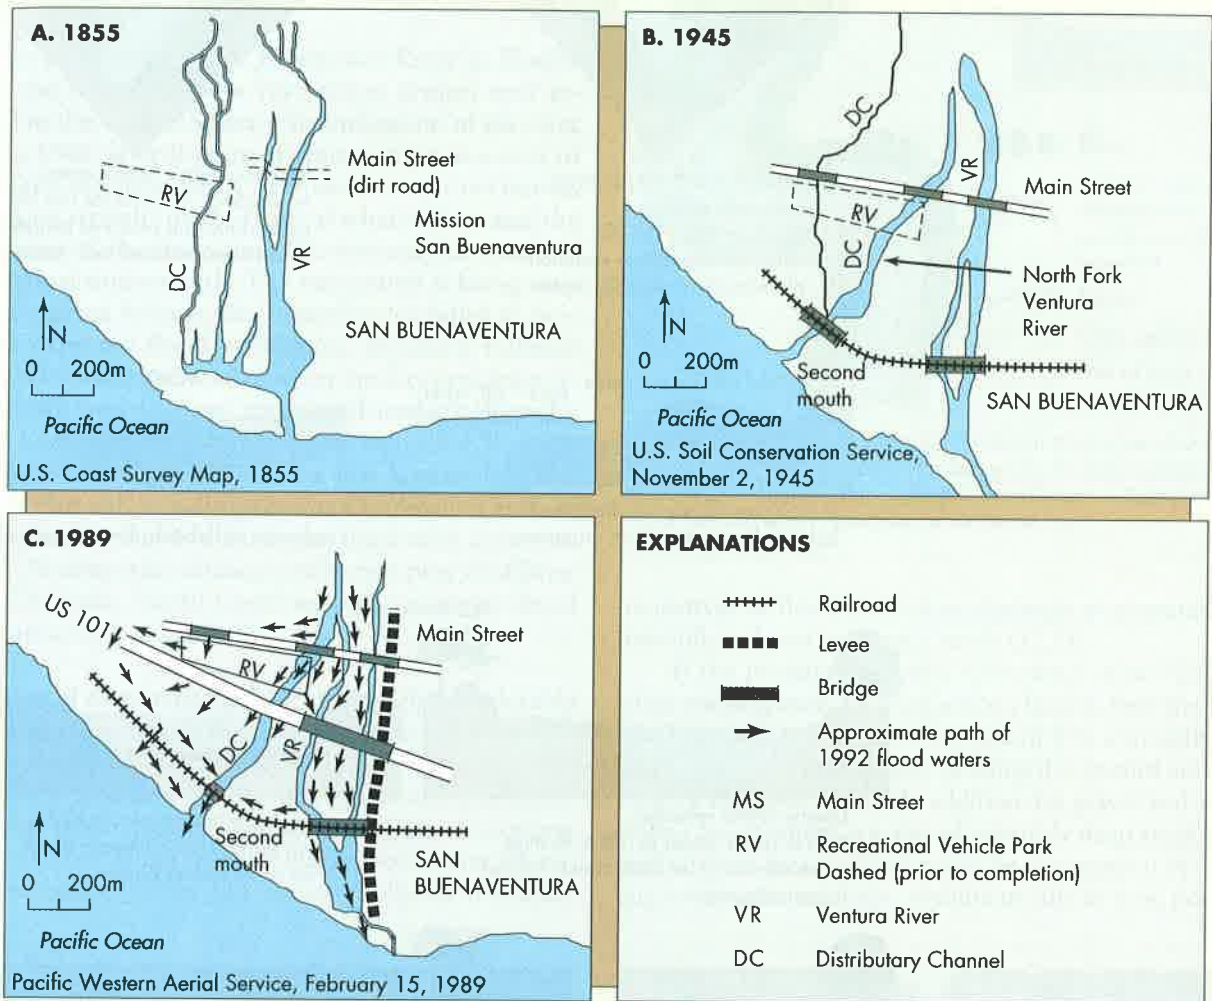 A. 1855
DC
RV
VR
Main Street
(dirt road)
Mission
San Buenaventura
SAN BUENAVENTURA
N
0 200m
Pacific Ocean
U.S. Coast Survey Map, 1855
B. 1945
DC
VR
Main Street
RV
DC
North Fork
Ventura
River
N
0 200m
Second
mouth
SAN BUENAVENTURA
Pacific Ocean
U.S. Soil Conservation Service,
November 2, 1945
C. 1989
US 101
Main Street
RV
DC
VR
N
0 200m
Second
mouth
SAN
BUENAVENTURA
Pacific Ocean
Pacific Western Aerial Service, February 15, 1989
EXPLANATIONS
Railroad
Levee
Bridge
Approximate path of
1992 flood waters
MS Main Street
RV Recreational Vehicle Park
Dashed (prior to completion)
VR Ventura River
DC Distributary Channel